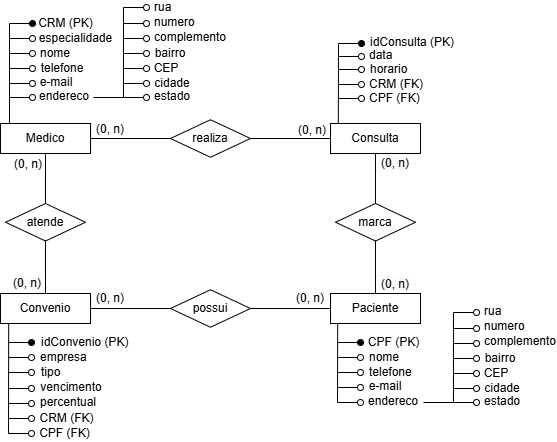 CRM (PK)
especialidade
nome
telefone
e-mail
endereco
rua
numero
complemento
bairro
CEP
cidade
estado
idConsulta (PK)
data
horario
CRM (FK)
CPF (FK)
Medico
(0, n)
realiza
(0, n)
Consulta
(0, n)
(0, n)
atende
marca
(0, n)
(0, n)
Convenio
(0, n)
possui
(0, n)
Paciente
idConvenio (PK)
empresa
tipo
vencimento
percentual
CRM (FK)
CPF (FK)
CPF (PK)
nome
telefone
e-mail
endereco
rua
numero
complemento
bairro
CEP
cidade
estado